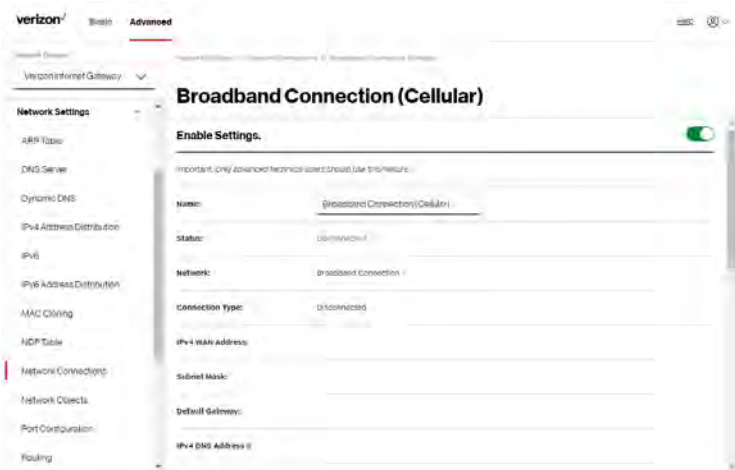 verizon✓
Basic
Advanced
Verizon Internet Gateway
Broadband Connection (Cellular)
Network Settings
Enable Settings.
ARP Table
DNS Server
Important: Only advanced technical users should use this feature.
Dynamic DNS
Name:
Broadband Connection (Cellular)
IPv4 Address Distribution
Status:
Disconnected
IPv6
Network:
Broadband Connection
IPv6 Address Distribution
Connection Type:
Disconnected
MAC Cloning
NDP Table
IPv4 WAN Address:
Network Connections
Subnet Mask:
Network Objects
Default Gateway:
Port Configuration
IPv4 DNS Address
Routing